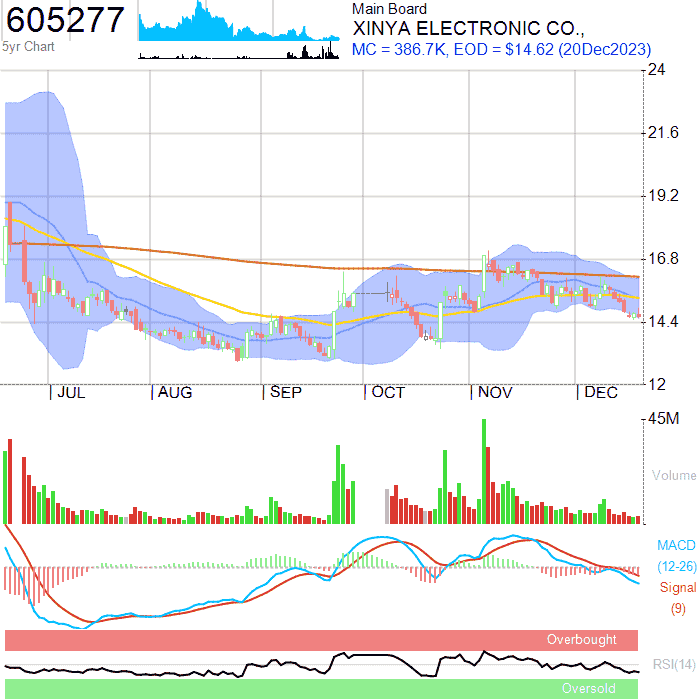 605277
5yr Chart
Main Board
XINYA ELECTRONIC CO.,
MC = 386.7K, EOD = $14.62 (20Dec2023)
24
21.6
19.2
16.8
14.4
12
JUL AUG SEP OCT NOV DEC
45M
Volume
MACD
(12-26)
Signal
(9)
Overbought
RSI(14)
Oversold